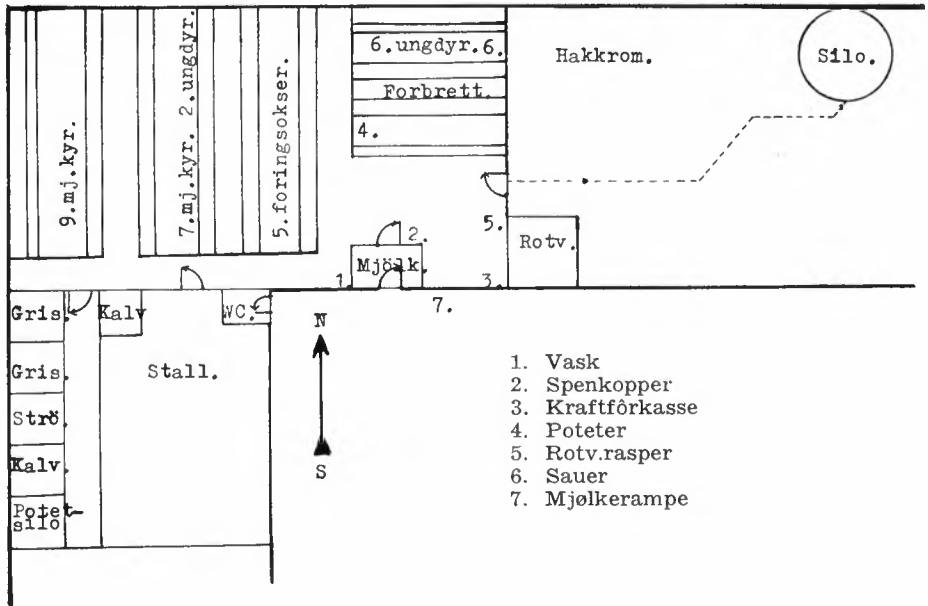 9.mj.kyr.
7.mj.kyr. 2.ungdyr.
5.foringsokser.
6.ungdyr.6.
Forbrett.
4.
Hakkrom.
Silo.
5.
Rotv.
2.
Mjölk.
1.
3.
7.
Gris.
Kalv
WC.
Gris.
Stall.
Strö.
Kalv.
Potet-
silo
N
S
1. Vask
2. Spenkopper
3. Kraftfôrkasse
4. Poteter
5. Rotv.rasper
6. Sauer
7. Mjølkerampe